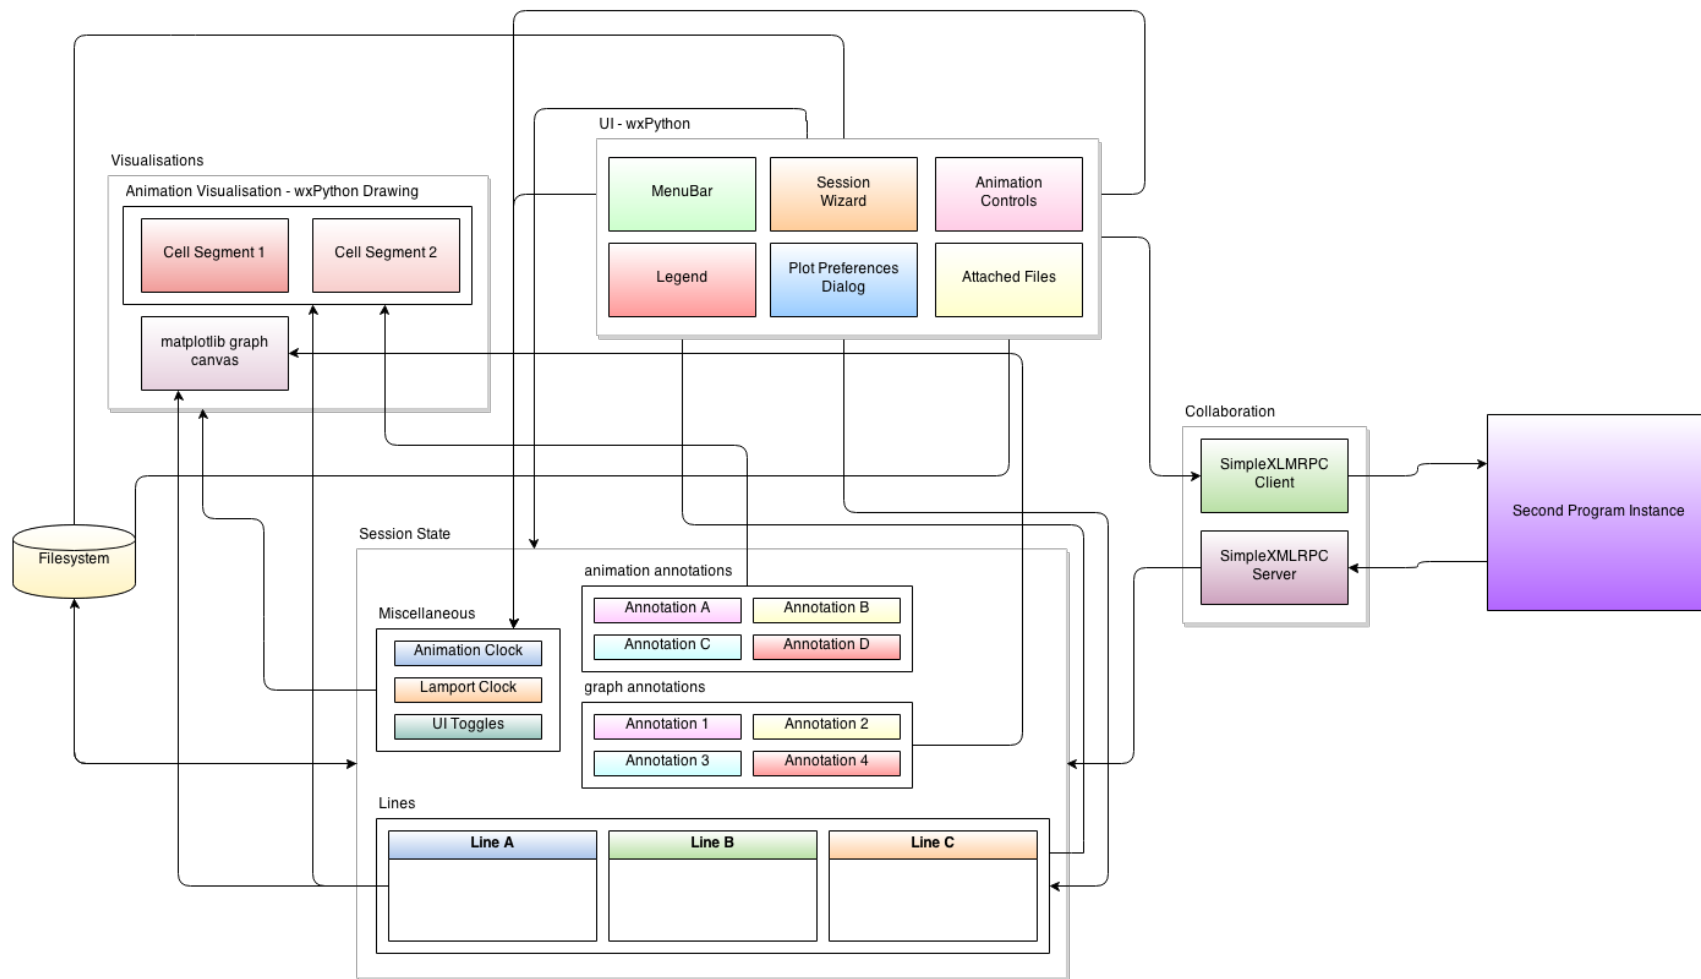 UI - wxPython
Visualisations
Animation Visualisation - wxPython Drawing
Cell Segment 1
Cell Segment 2
matplotlib graph
canvas
MenuBar
Session
Wizard
Animation
Controls
Legend
Plot Preferences
Dialog
Attached Files
Collaboration
SimpleXLMRPC
Client
SimpleXMLRPC
Server
Second Program Instance
Filesystem
Session State
Miscellaneous
Animation Clock
Lamport Clock
UI Toggles
animation annotations
Annotation A
Annotation B
Annotation C
Annotation D
graph annotations
Annotation 1
Annotation 2
Annotation 3
Annotation 4
Lines
Line A
Line B
Line C